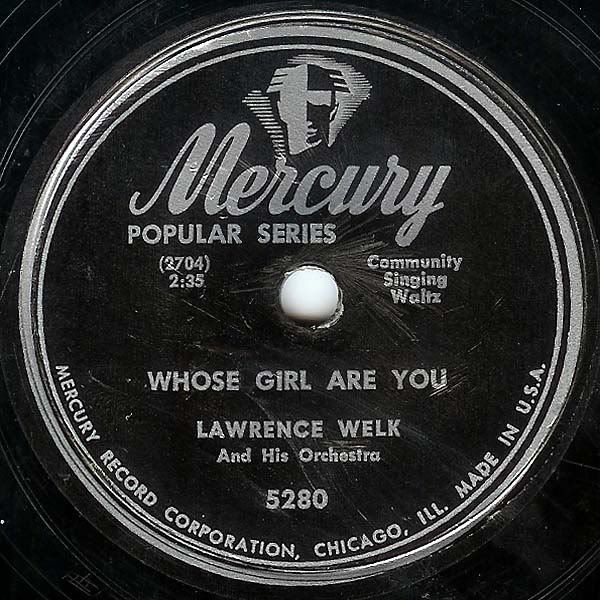 Mercury
POPULAR SERIES
(2704)
2:35
Community
Singing
Waltz
WHOSE GIRL ARE YOU
LAWRENCE WELK
And His Orchestra
5280
MERCURY RECORD CORPORATION, CHICAGO, ILL. MADE IN U.S.A.